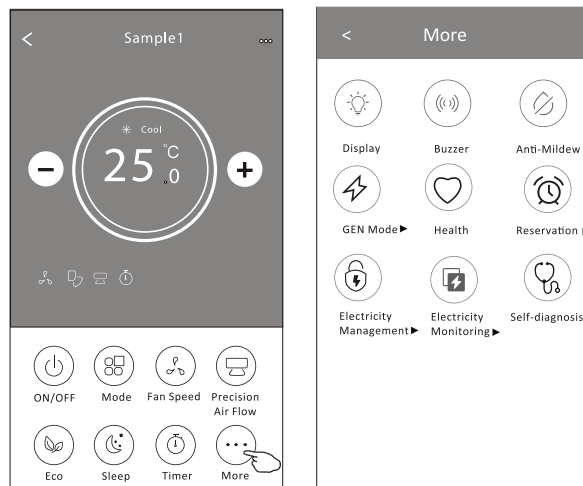 Sample1
Cool
25 °C .0
ON/OFF
Mode
Fan Speed
Precision
Air Flow
Eco
Sleep
Timer
More
More
Display
Buzzer
Anti-Mildew
GEN Mode
Health
Reservation
Electricity
Management
Electricity
Monitoring
Self-diagnosis